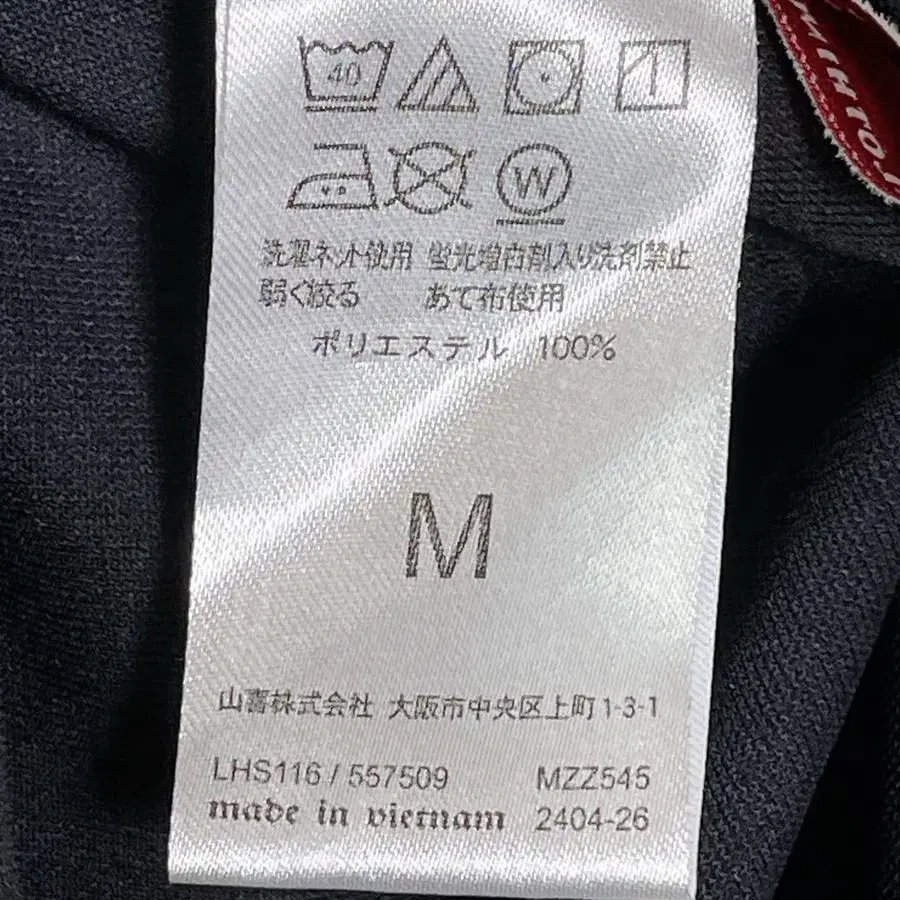 40
W
洗濯ネット使用 蛍光増白剤入り洗剤禁止
弱く絞る あて布使用
ポリエステル 100%
M
山喜株式会社 大阪市中央区上町1-3-1
LHS116 / 557509 MZZ545
made in vietnam 2404-26